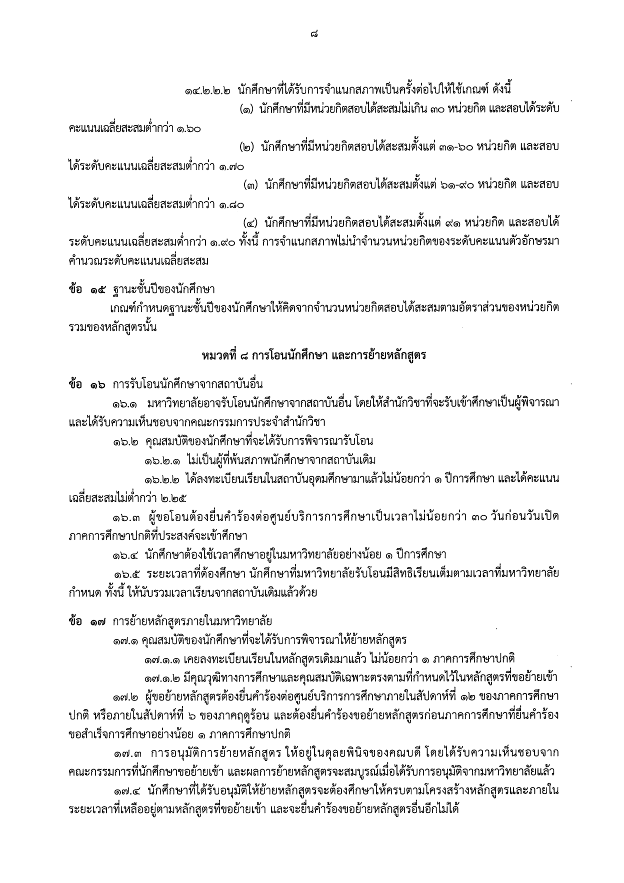 ๘
๑๔.๒.๒.๒ นักศึกษาที่ได้รับการจำแนกสภาพเป็นครั้งต่อไปให้ใช้เกณฑ์ ดังนี้
(๑) นักศึกษาที่มีหน่วยกิตสอบได้สะสมไม่เกิน ๓๐ หน่วยกิต และสอบได้ระดับ
คะแนนเฉลี่ยสะสมต่ำกว่า ๑.๖๐
(๒) นักศึกษาที่มีหน่วยกิตสอบได้สะสมตั้งแต่ ๓๑-๖๐ หน่วยกิต และสอบ
ได้ระดับคะแนนเฉลี่ยสะสมต่ำกว่า ๑.๗๐
(๓) นักศึกษาที่มีหน่วยกิตสอบได้สะสมตั้งแต่ ๖๑-๙๐ หน่วยกิต และสอบ
ได้ระดับคะแนนเฉลี่ยสะสมต่ำกว่า ๑.๘๐
(๔) นักศึกษาที่มีหน่วยกิตสอบได้สะสมตั้งแต่ ๙๑ หน่วยกิต และสอบได้
ระดับคะแนนเฉลี่ยสะสมต่ำกว่า ๑.๙๐ ทั้งนี้ การจำแนกสภาพไม่นำจำนวนหน่วยกิตของระดับคะแนนตัวอักษรมา
คำนวณระดับคะแนนเฉลี่ยสะสม
ข้อ ๑๕ ฐานะชั้นปีของนักศึกษา
เกณฑ์กำหนดฐานะชั้นปีของนักศึกษาให้คิดจากจำนวนหน่วยกิตสอบได้สะสมตามอัตราส่วนของหน่วยกิต
รวมของหลักสูตรนั้น
หมวดที่ ๘ การโอนนักศึกษา และการย้ายหลักสูตร
ข้อ ๑๖ การรับโอนนักศึกษาจากสถาบันอื่น
๑๖.๑ มหาวิทยาลัยอาจรับโอนนักศึกษาจากสถาบันอื่น โดยให้สำนักวิชาที่จะรับเข้าศึกษาเป็นผู้พิจารณา
และได้รับความเห็นชอบจากคณะกรรมการประจำสำนักวิชา
๑๖.๒ คุณสมบัติของนักศึกษาที่จะได้รับการพิจารณารับโอน
๑๖.๒.๑ ไม่เป็นผู้ที่พ้นสภาพนักศึกษาจากสถาบันเดิม
๑๖.๒.๒ ได้ลงทะเบียนเรียนในสถาบันอุดมศึกษามาแล้วไม่น้อยกว่า ๑ ปีการศึกษา และได้คะแนน
เฉลี่ยสะสมไม่ต่ำกว่า ๒.๒๕
๑๖.๓ ผู้ขอโอนต้องยื่นคำร้องต่อศูนย์บริการการศึกษาเป็นเวลาไม่น้อยกว่า ๓๐ วันก่อนวันเปิด
ภาคการศึกษาปกติที่ประสงค์จะเข้าศึกษา
๑๖.๔ นักศึกษาต้องใช้เวลาศึกษาอยู่ในมหาวิทยาลัยอย่างน้อย ๑ ปีการศึกษา
๑๖.๕ ระยะเวลาที่ต้องศึกษา นักศึกษาที่มหาวิทยาลัยรับโอนมีสิทธิเรียนเต็มตามเวลาที่มหาวิทยาลัย
กำหนด ทั้งนี้ ให้นับรวมเวลาเรียนจากสถาบันเดิมแล้วด้วย
ข้อ ๑๗ การย้ายหลักสูตรภายในมหาวิทยาลัย
๑๗.๑ คุณสมบัติของนักศึกษาที่จะได้รับการพิจารณาให้ย้ายหลักสูตร
๑๗.๑.๑ เคยลงทะเบียนเรียนในหลักสูตรเดิมมาแล้ว ไม่น้อยกว่า ๑ ภาคการศึกษาปกติ
๑๗.๑.๒ มีคุณวุฒิทางการศึกษาและคุณสมบัติเฉพาะตรงตามที่กำหนดไว้ในหลักสูตรที่ขอย้ายเข้า
๑๗.๒ ผู้ขอย้ายหลักสูตรต้องยื่นคำร้องต่อศูนย์บริการการศึกษาภายในสัปดาห์ที่ ๑๒ ของภาคการศึกษา
ปกติ หรือภายในสัปดาห์ที่ ๖ ของภาคฤดูร้อน และต้องยื่นคำร้องขอย้ายหลักสูตรก่อนภาคการศึกษาที่ยื่นคำร้อง
ขอสำเร็จการศึกษาอย่างน้อย ๑ ภาคการศึกษาปกติ
๑๗.๓ การอนุมัติการย้ายหลักสูตร ให้อยู่ในดุลยพินิจของคณบดี โดยได้รับความเห็นชอบจาก
คณะกรรมการที่นักศึกษาขอย้ายเข้า และผลการย้ายหลักสูตรจะสมบูรณ์เมื่อได้รับการอนุมัติจากมหาวิทยาลัยแล้ว
๑๗.๔ นักศึกษาที่ได้รับอนุมัติให้ย้ายหลักสูตรจะต้องศึกษาให้ครบตามโครงสร้างหลักสูตรและภายใน
ระยะเวลาที่เหลืออยู่ตามหลักสูตรที่ขอย้ายเข้า และจะยื่นคำร้องขอย้ายหลักสูตรอื่นอีกไม่ได้